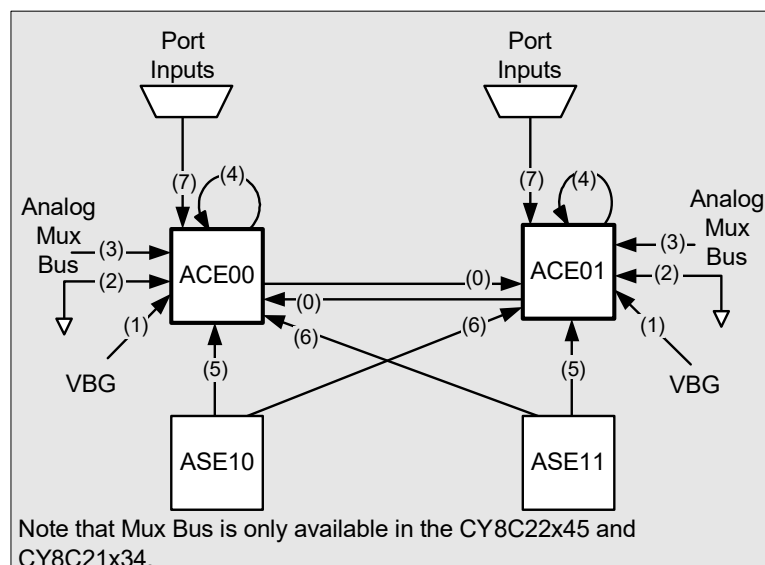 Port
Inputs
Port
Inputs
(7)
(4)
(7)
(4)
Analog
Mux
Bus
(3)
(2)
(1)
VBG
ACE00
(0)
(0)
ACE01
(3)
(2)
(1)
Analog
Mux
Bus
VBG
(5)
(6)
(6)
(5)
ASE10
ASE11
Note that Mux Bus is only available in the CY8C22x45 and
CY8C21x34.